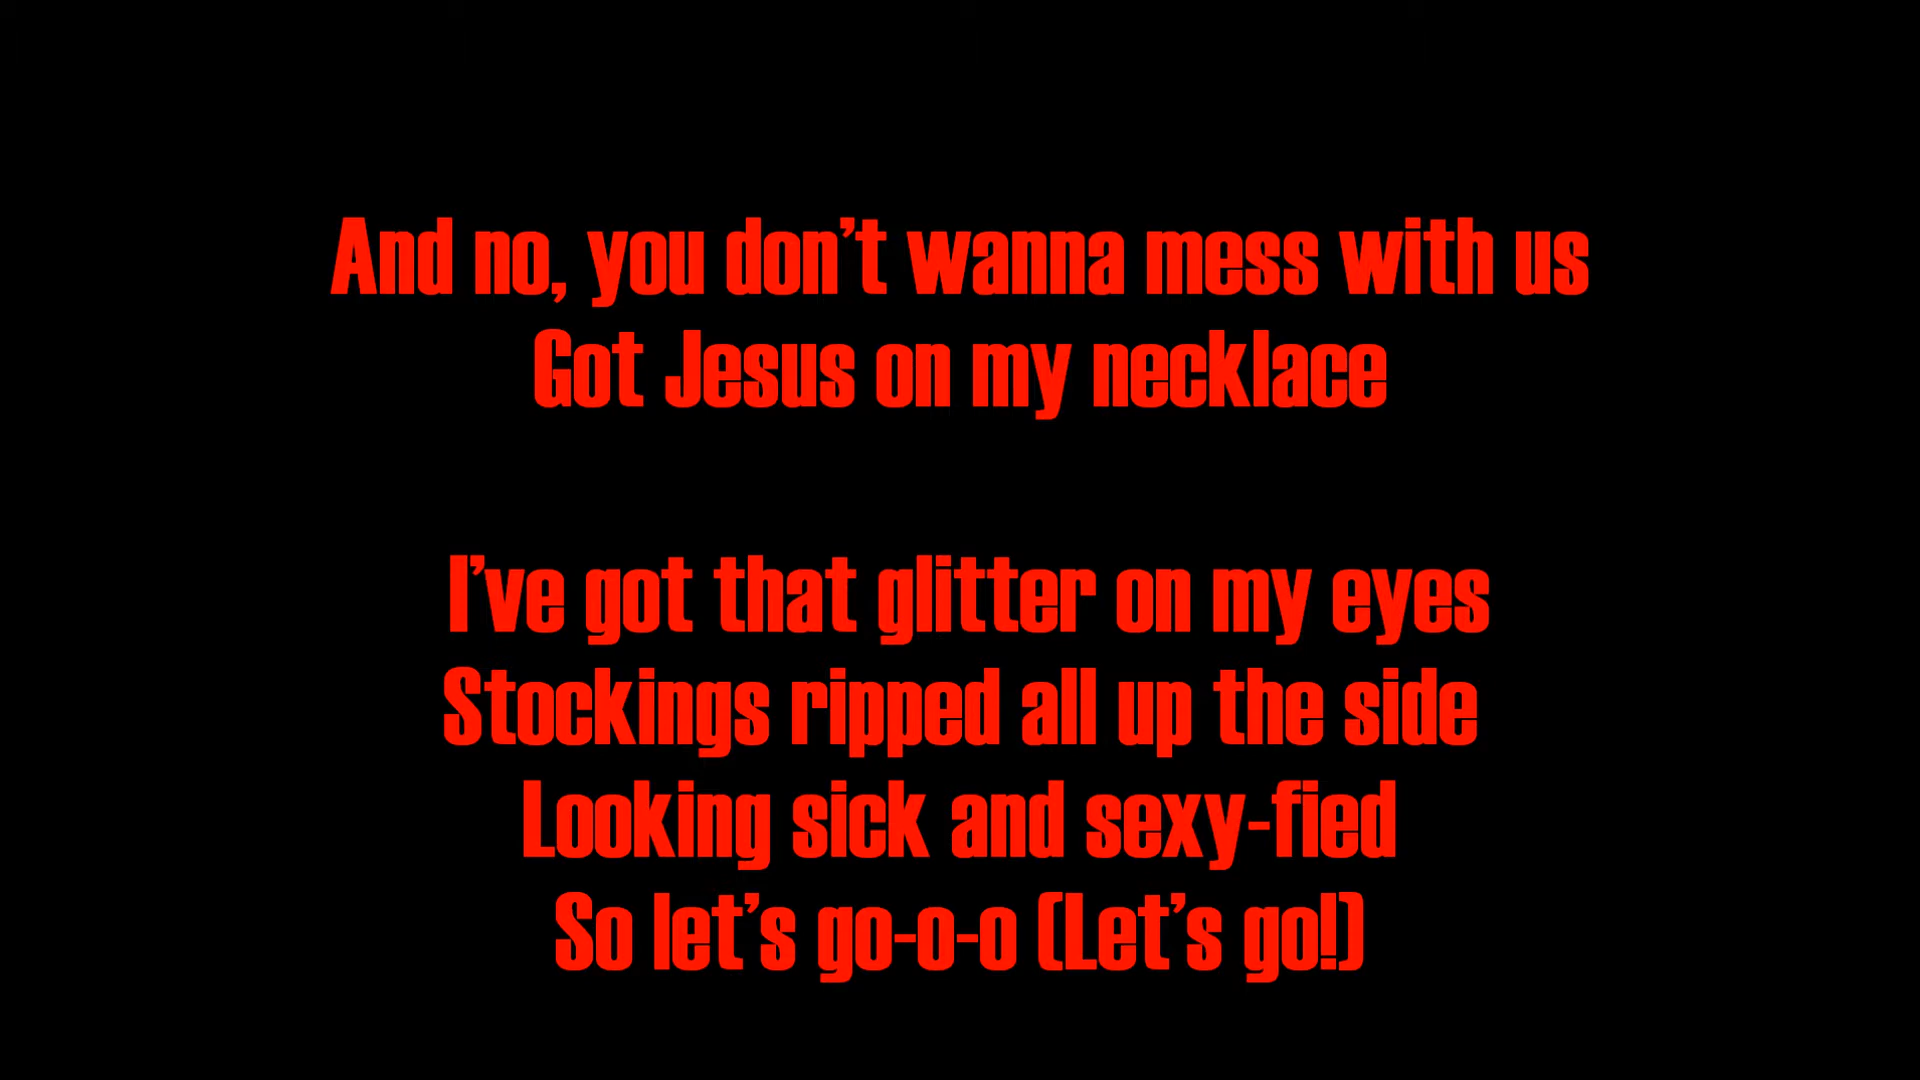 And no, you don't wanna mess with us
Got Jesus on my necklace
I've got that glitter on my eyes
Stockings ripped all up the side
Looking sick and sexy-fied
So let's go-o-o (Let's go!)